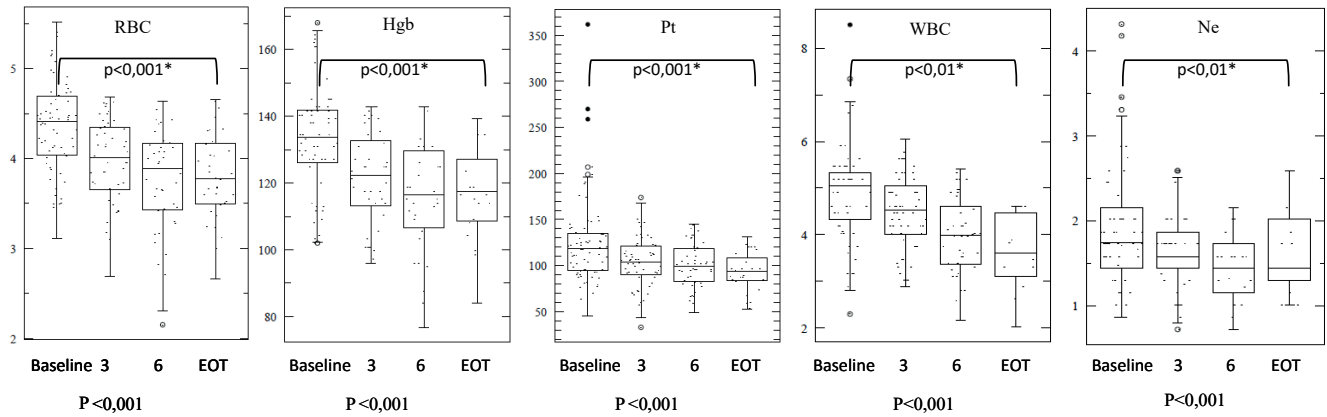 RBC
5
4
3
2
p<0,001*
Baseline 3 6 EOT
P <0,001
Hgb
160
140
120
100
80
p<0,001*
Baseline 3 6 EOT
P <0,001
Pt
350
300
250
200
150
100
50
p<0,001*
Baseline 3 6 EOT
P <0,001
WBC
8
6
4
2
p<0,01*
Baseline 3 6 EOT
P <0,001
Ne
4
3
2
1
p<0,01*
Baseline 3 6 EOT
P <0,001